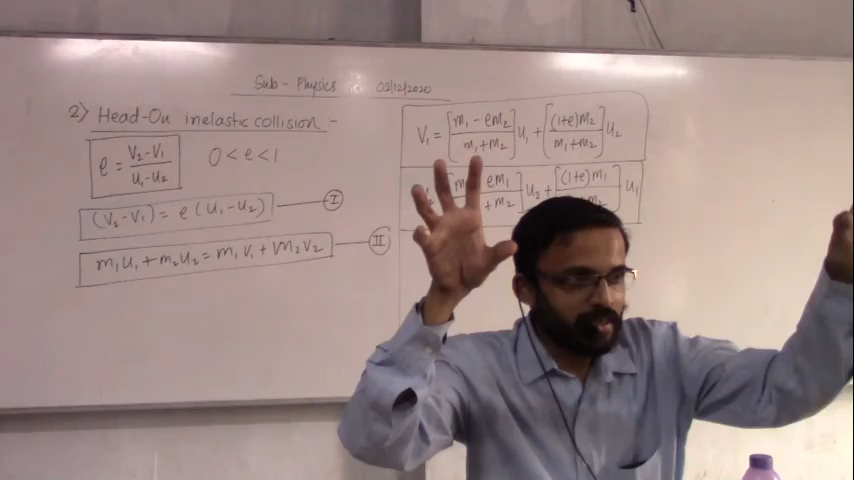 Sub - Physics 02/12/2020
2) Head-On inelastic collision -
e = V2-V1 / U1-U2 0 < e < 1
(V2-V1) = e (U1-U2) I
m1U1 + m2U2 = m1V1 + m2V2 II
V1 = [m1 - em2 / m1+m2] U1 + [(1+e)m2 / m1+m2] U2
em1 +m2] U2 + [(1+e)m1 m2] U1